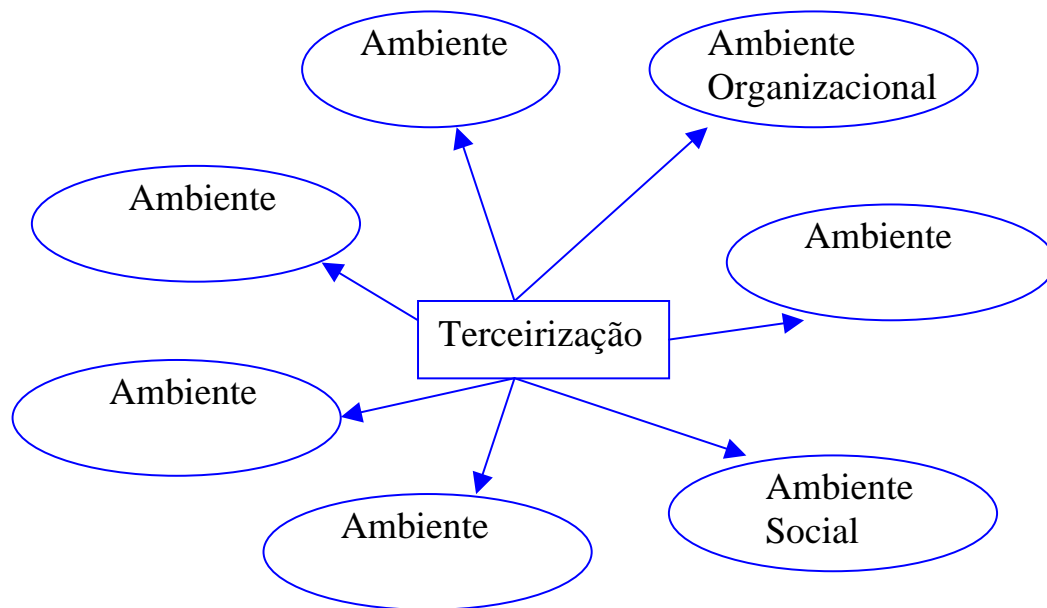 Ambiente
Ambiente
Organizacional
Ambiente
Ambiente
Terceirização
Ambiente
Ambiente
Ambiente
Social